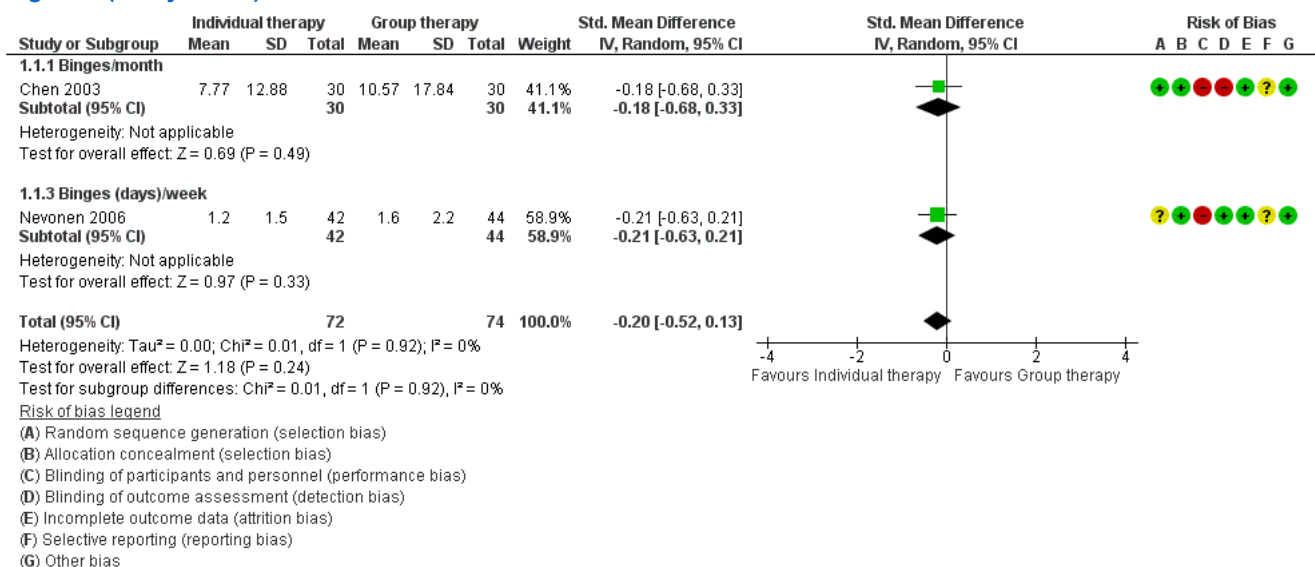 Individual therapy Group therapy Std. Mean Difference Std. Mean Difference Risk of Bias
Study or Subgroup Mean SD Total Mean SD Total Weight IV, Random, 95% CI IV, Random, 95% CI A B C D E F G
1.1.1 Binges/month
Chen 2003 7.77 12.88 30 10.57 17.84 30 41.1% -0.18 [-0.68, 0.33] + + - - + ? +
Subtotal (95% CI) 30 30 41.1% -0.18 [-0.68, 0.33]
Heterogeneity: Not applicable
Test for overall effect: Z = 0.69 (P = 0.49)
1.1.3 Binges (days)/week
Nevonen 2006 1.2 1.5 42 1.6 2.2 44 58.9% -0.21 [-0.63, 0.21] ? + - + + ? +
Subtotal (95% CI) 42 44 58.9% -0.21 [-0.63, 0.21]
Heterogeneity: Not applicable
Test for overall effect: Z = 0.97 (P = 0.33)
Total (95% CI) 72 74 100.0% -0.20 [-0.52, 0.13]
Heterogeneity: Tau² = 0.00; Chi² = 0.01, df = 1 (P = 0.92); I² = 0%
Test for overall effect: Z = 1.18 (P = 0.24)
Test for subgroup differences: Chi² = 0.01, df = 1 (P = 0.92), I² = 0%
-4 -2 0 2 4
Favours Individual therapy Favours Group therapy
Risk of bias legend
(A) Random sequence generation (selection bias)
(B) Allocation concealment (selection bias)
(C) Blinding of participants and personnel (performance bias)
(D) Blinding of outcome assessment (detection bias)
(E) Incomplete outcome data (attrition bias)
(F) Selective reporting (reporting bias)
(G) Other bias